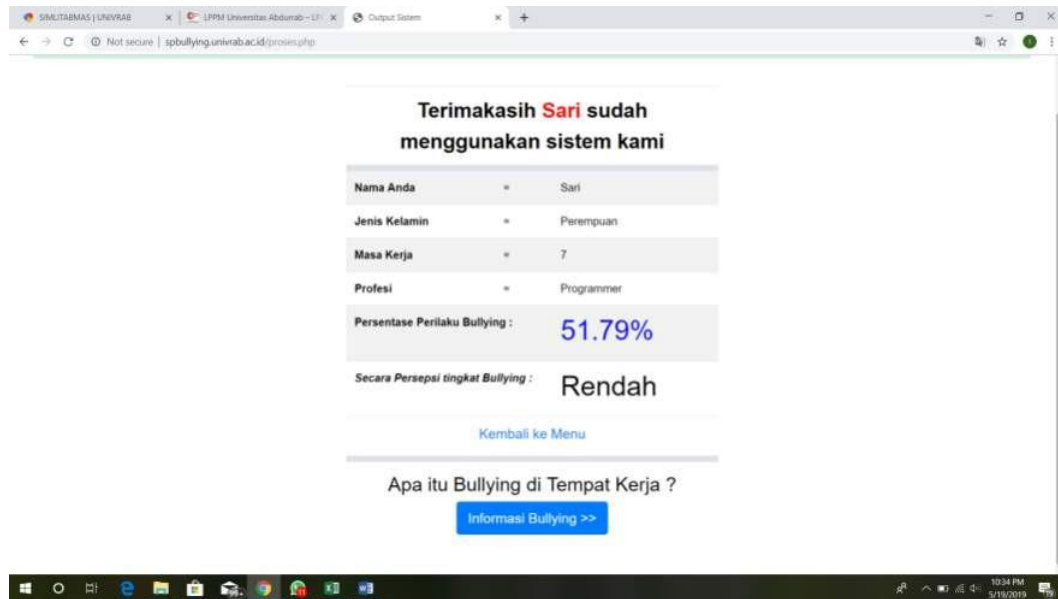 SIMLITABMAS | UNIVRAB
LPPM Universitas Abdurrab – LP
Output Sistem
Not secure | spbullying.univrab.ac.id/proses.php
Terimakasih Sari sudah
menggunakan sistem kami
Nama Anda = Sari
Jenis Kelamin = Perempuan
Masa Kerja = 7
Profesi = Programmer
Persentase Perilaku Bullying : 51.79%
Secara Persepsi tingkat Bullying : Rendah
Kembali ke Menu
Apa itu Bullying di Tempat Kerja ?
Informasi Bullying >>
10:34 PM
5/19/2019